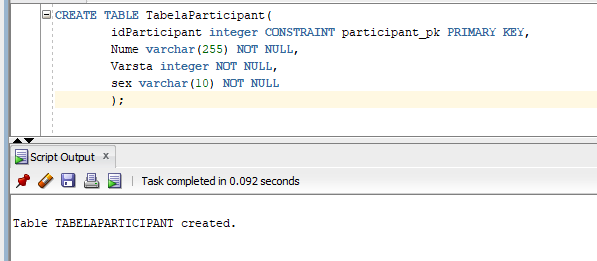 CREATE TABLE TabelaParticipant(
idParticipant integer CONSTRAINT participant_pk PRIMARY KEY,
Nume varchar(255) NOT NULL,
Varsta integer NOT NULL,
sex varchar(10) NOT NULL
);
Script Output x
Task completed in 0.092 seconds
Table TABELAPARTICIPANT created.